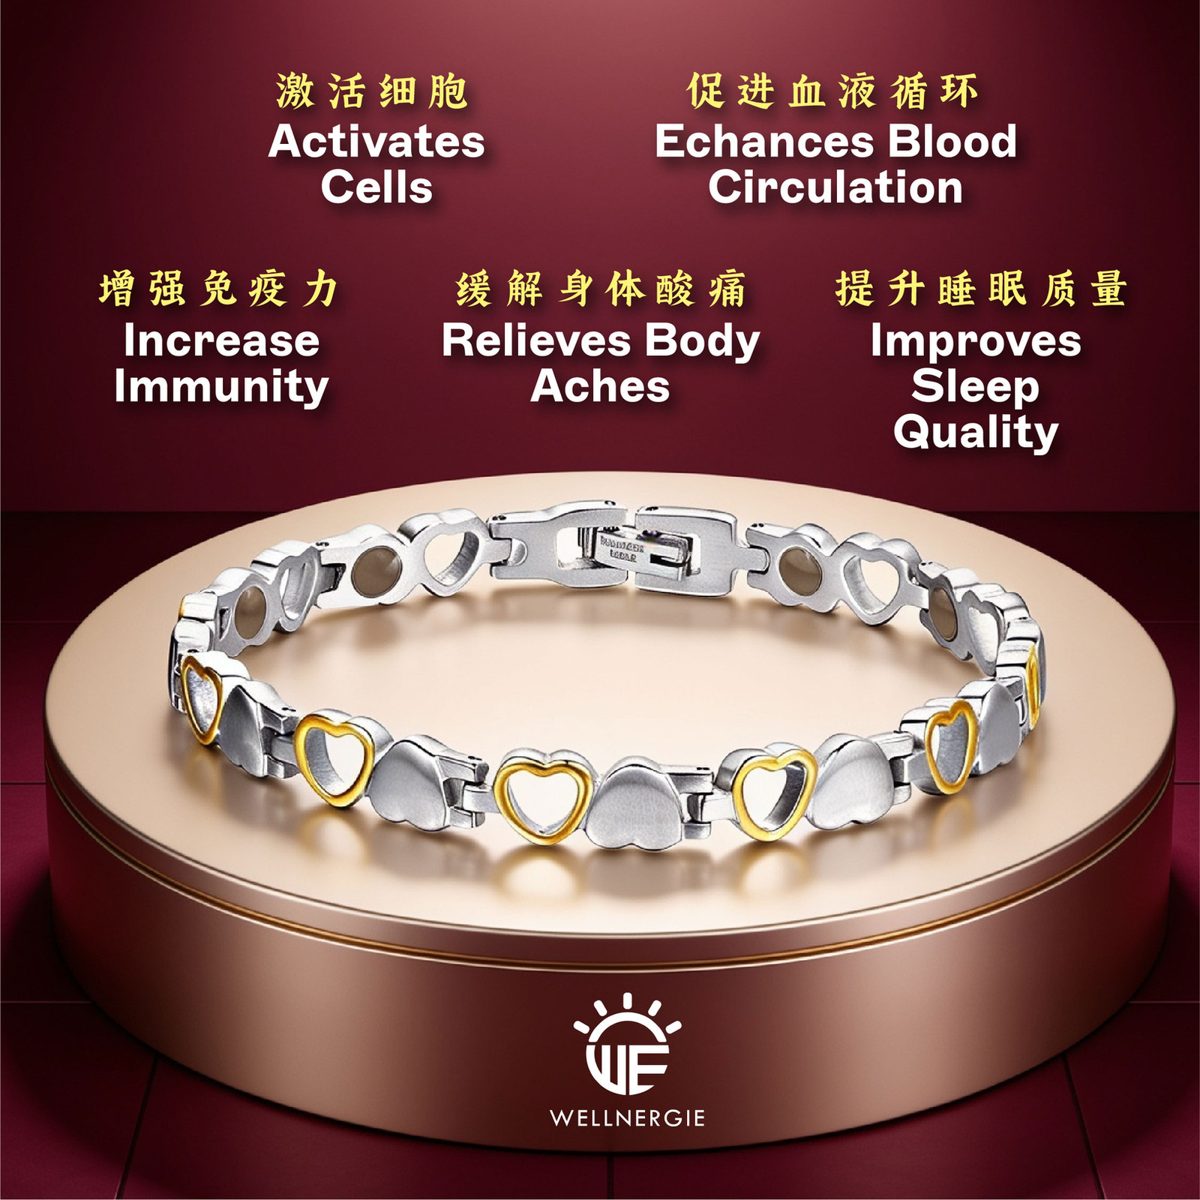 激活细胞
Activates
Cells
促进血液循环
Echances Blood
Circulation
增强免疫力
Increase
Immunity
缓解身体酸痛
Relieves Body
Aches
提升睡眠质量
Improves
Sleep
Quality
WE
WELLNERGIE